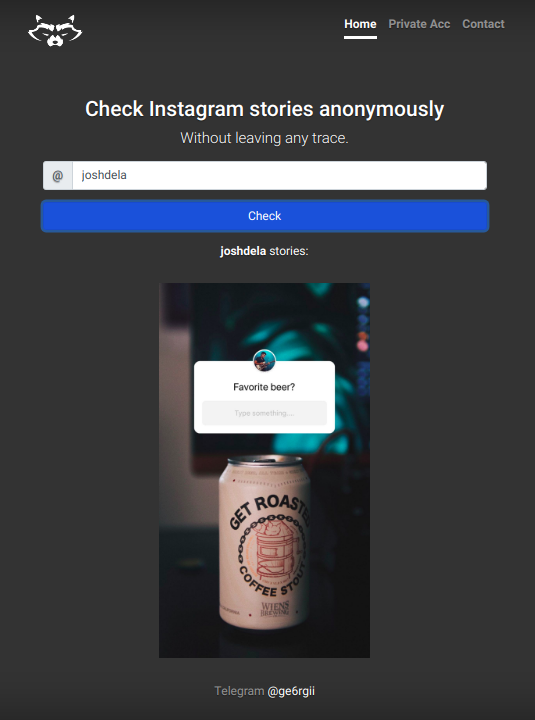 Home Private Acc Contact
Check Instagram stories anonymously
Without leaving any trace.
@ joshdela
Check
joshdela stories:
Favorite beer?
Type something...
GET ROASTE
COFFEE STOUT
WIENS
BREWING
Telegram @ge6rgii